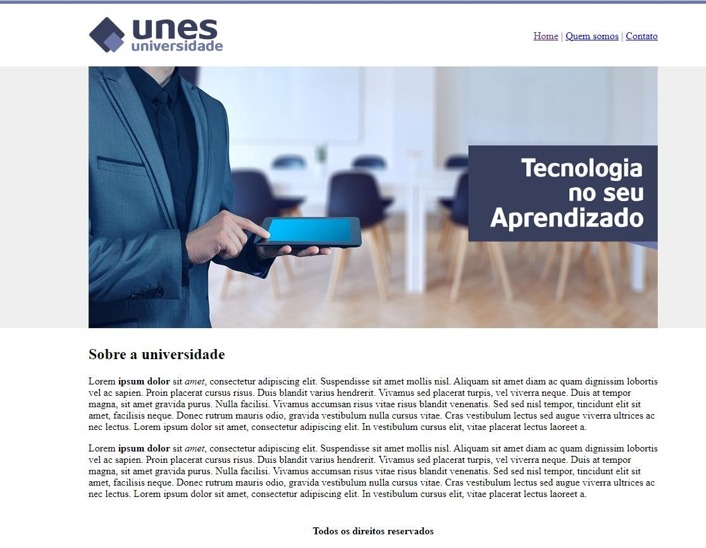 unes
universidade
Home | Quem somos | Contato
Tecnologia
no seu
Aprendizado
Sobre a universidade
Lorem ipsum dolor sit amet, consectetur adipiscing elit. Suspendisse sit amet mollis nisl. Aliquam sit amet diam ac quam dignissim lobortis
vel ac sapien. Proin placerat cursus risus. Duis blandit varius hendrerit. Vivamus sed placerat turpis, vel viverra neque. Duis at tempor
magna, sit amet gravida purus. Nulla facilisi. Vivamus accumsan risus vitae risus blandit venenatis. Sed sed nisl tempor, tincidunt elit sit
amet, facilisis neque. Donec rutrum mauris odio, gravida vestibulum nulla cursus vitae. Cras vestibulum lectus sed augue viverra ultrices ac
nec lectus. Lorem ipsum dolor sit amet, consectetur adipiscing elit. In vestibulum cursus elit, vitae placerat lectus laoreet a.
Lorem ipsum dolor sit amet, consectetur adipiscing elit. Suspendisse sit amet mollis nisl. Aliquam sit amet diam ac quam dignissim lobortis
vel ac sapien. Proin placerat cursus risus. Duis blandit varius hendrerit. Vivamus sed placerat turpis, vel viverra neque. Duis at tempor
magna, sit amet gravida purus. Nulla facilisi. Vivamus accumsan risus vitae risus blandit venenatis. Sed sed nisl tempor, tincidunt elit sit
amet, facilisis neque. Donec rutrum mauris odio, gravida vestibulum nulla cursus vitae. Cras vestibulum lectus sed augue viverra ultrices ac
nec lectus. Lorem ipsum dolor sit amet, consectetur adipiscing elit. In vestibulum cursus elit, vitae placerat lectus laoreet a.
Todos os direitos reservados